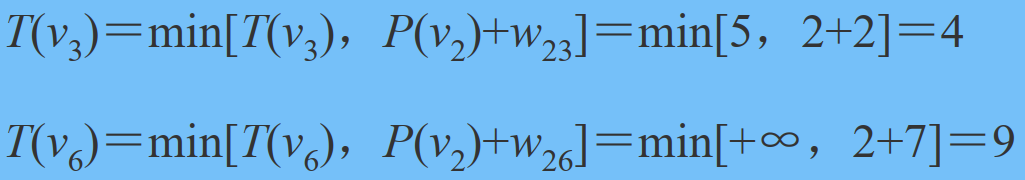 T(v₃)=min[T(v₃),P(v₂)+w₂₃]=min[5,2+2]=4
T(v₆)=min[T(v₆),P(v₂)+w₂₆]=min[+∞,2+7]=9